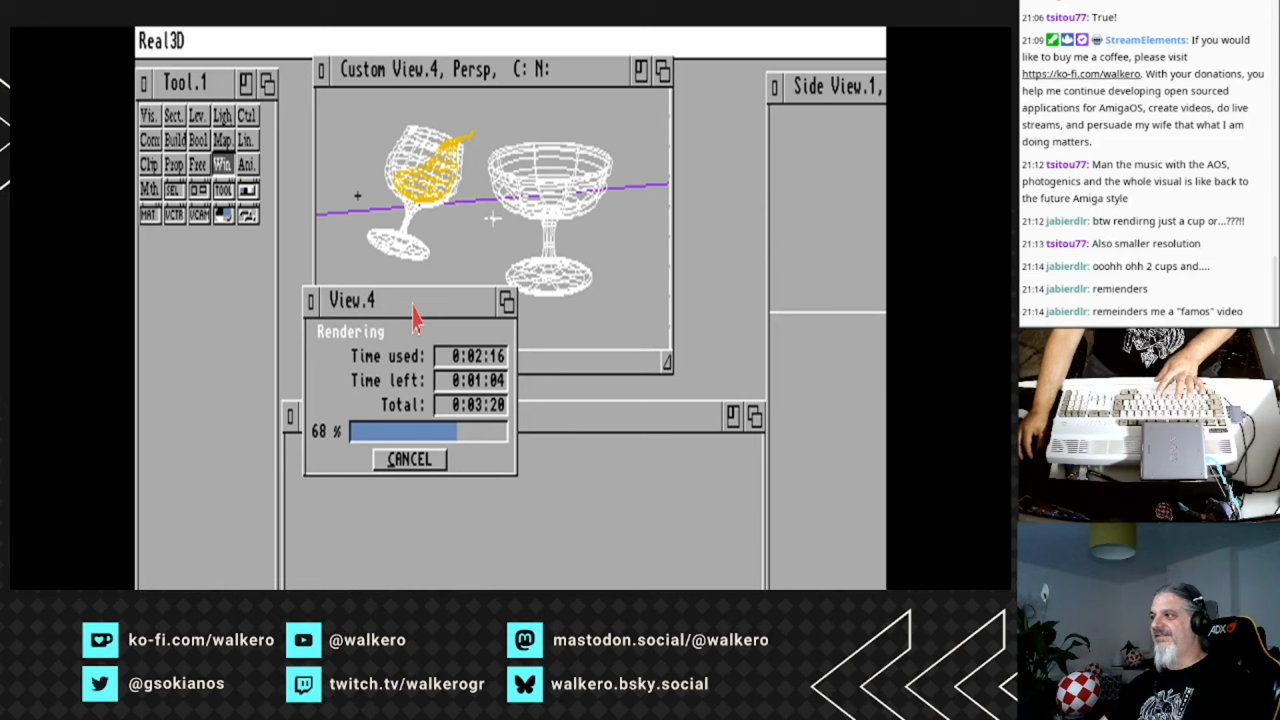 Real3D
Tool.1
Vis. Sect. Lev. Ligh Ctrl
Com Build Bool Map. Lin.
Clip Prop Free Win. Ani.
Mth SEL TOOL
MAT VCTR VCAM
Custom View.4, Persp, C: N:
Side View.1,
View.4
Rendering
Time used: 0:02:16
Time left: 0:01:04
Total: 0:03:20
68 %
CANCEL
21:06 tsitou77: True!
21:09 StreamElements: If you would
like to buy me a coffee, please visit
https://ko-fi.com/walkero. With your donations, you
help me continue developing open sourced
applications for AmigaOS, create videos, do live
streams, and persuade my wife that what I am
doing matters.
21:12 tsitou77: Man the music with the AOS,
photogenics and the whole visual is like back to
the future Amiga style
21:12 jabierdlr: btw rendirng just a cup or...???!!
21:13 tsitou77: Also smaller resolution
21:14 jabierdlr: ooohh ohh 2 cups and....
21:14 jabierdlr: remienders
21:14 jabierdlr: remeinders me a "famos" video
ADX
ko-fi.com/walkero
@walkero
mastodon.social/@walkero
@gsokianos
twitch.tv/walkerogr
walkero.bsky.social